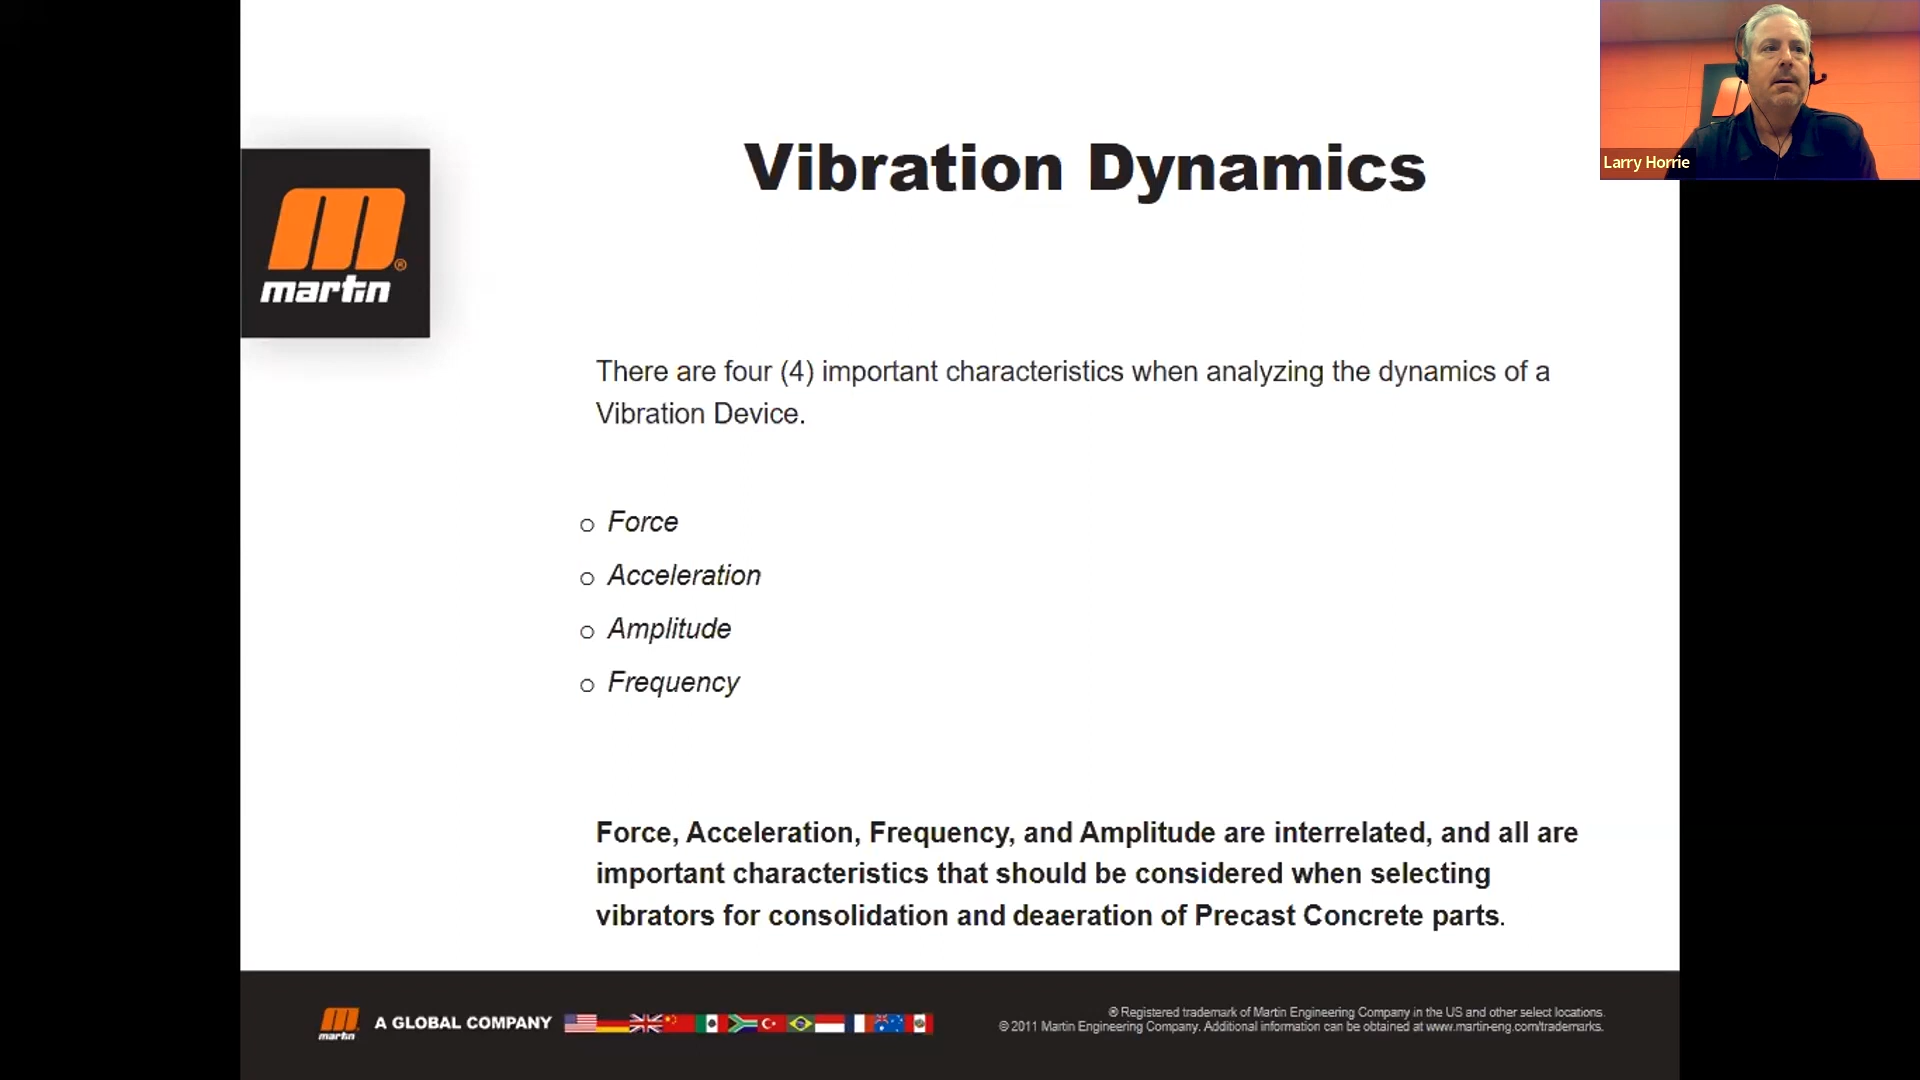 Vibration Dynamics
Larry Horrie
martin®
There are four (4) important characteristics when analyzing the dynamics of a
Vibration Device.
o Force
o Acceleration
o Amplitude
o Frequency
Force, Acceleration, Frequency, and Amplitude are interrelated, and all are
important characteristics that should be considered when selecting
vibrators for consolidation and deaeration of Precast Concrete parts.
martin
A GLOBAL COMPANY
® Registered trademark of Martin Engineering Company in the US and other select locations.
© 2011 Martin Engineering Company. Additional information can be obtained at www.martin-eng.com/trademarks.